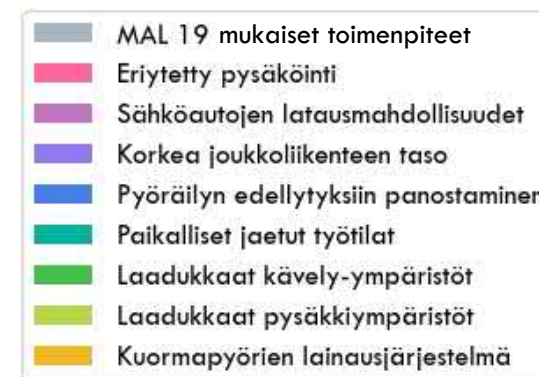 MAL 19 mukaiset toimenpiteet
Eriytetty pysäköinti
Sähköautojen latausmahdollisuudet
Korkea joukkoliikenteen taso
Pyöräilyn edellytyksiin panostaminen
Paikalliset jaetut työtilat
Laadukkaat kävely-ympäristöt
Laadukkaat pysäkkiympäristöt
Kuormapyörien lainausjärjestelmä